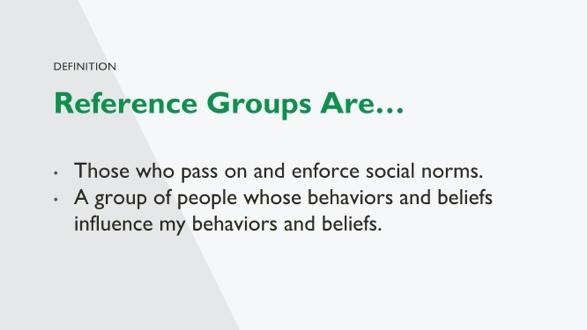 DEFINITION
Reference Groups Are...
• Those who pass on and enforce social norms.
• A group of people whose behaviors and beliefs
influence my behaviors and beliefs.